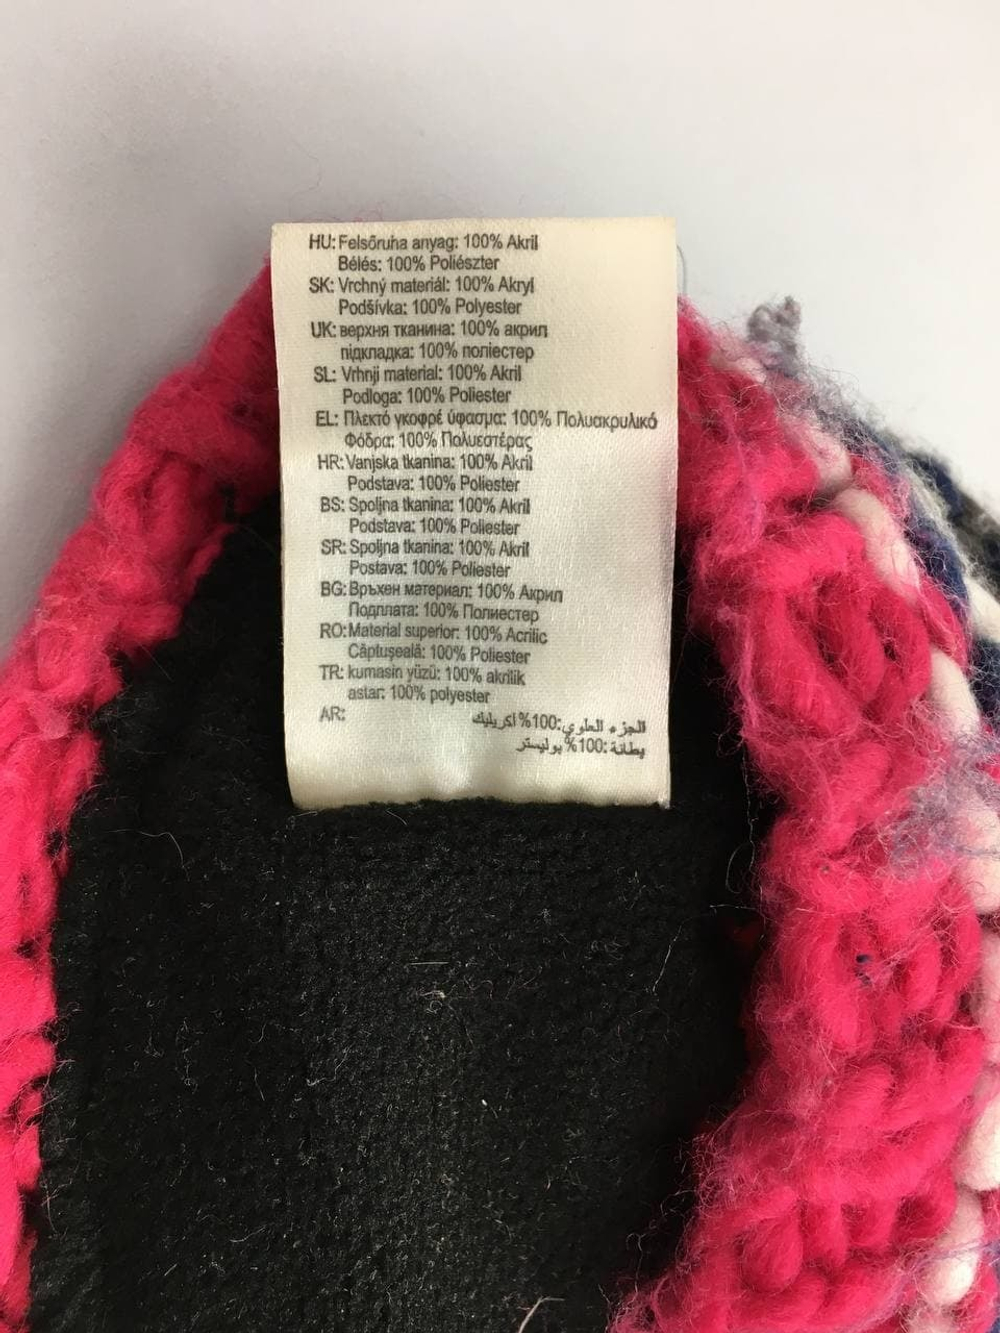 HU: Felsőruha anyag: 100% Akril
Bélés: 100% Poliészter
SK: Vrchný materiál: 100% Akryl
Podšívka: 100% Polyester
UK: верхня тканина: 100% акрил
підкладка: 100% поліестер
SL: Vrhnji material: 100% Akril
Podloga: 100% Poliester
EL: Πλεκτό γκοφρέ ύφασμα: 100% Πολυακρυλικό
Φόδρα: 100% Πολυεστέρας
HR: Vanjska tkanina: 100% Akril
Podstava: 100% Poliester
BS: Spoljna tkanina: 100% Akril
Podstava: 100% Poliester
SR: Spoljna tkanina: 100% Akril
Postava: 100% Poliester
BG: Връхен материал: 100% Акрил
Подплата: 100% Полиестер
RO: Material superior: 100% Acrilic
Căptuşeală: 100% Poliester
TR: kumasin yüzü: 100% akrilik
astar: 100% polyester
AR: الجزء العلوي: 100% اكريليك
بطانة: 100% بوليستر